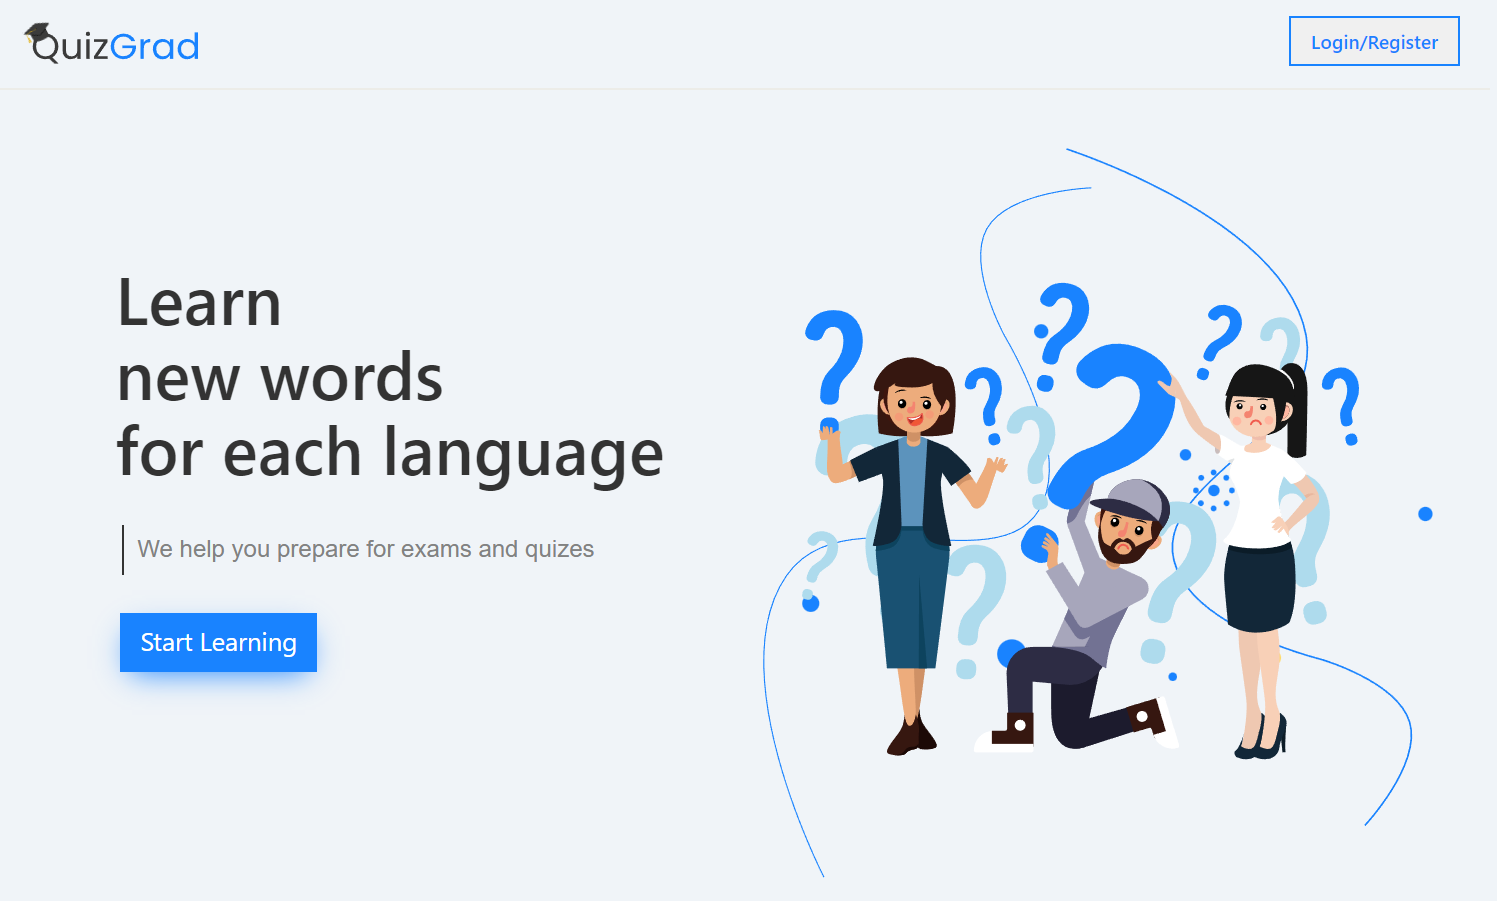 QuizGrad
Login/Register
Learn
new words
for each language
We help you prepare for exams and quizes
Start Learning